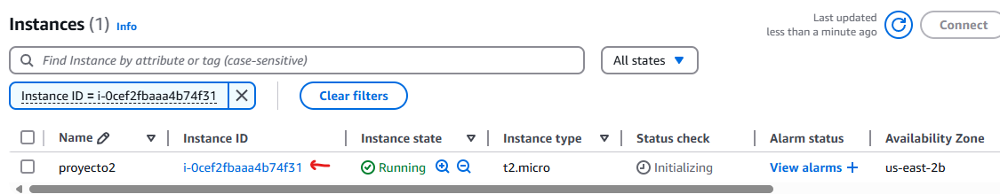 Instances (1) Info
Last updated
less than a minute ago
Connect
Find Instance by attribute or tag (case-sensitive)
All states
Instance ID = i-0cef2fbaaa4b74f31
Clear filters
Name Instance ID Instance state Instance type Status check Alarm status Availability Zone
proyecto2 i-0cef2fbaaa4b74f31 Running t2.micro Initializing View alarms + us-east-2b